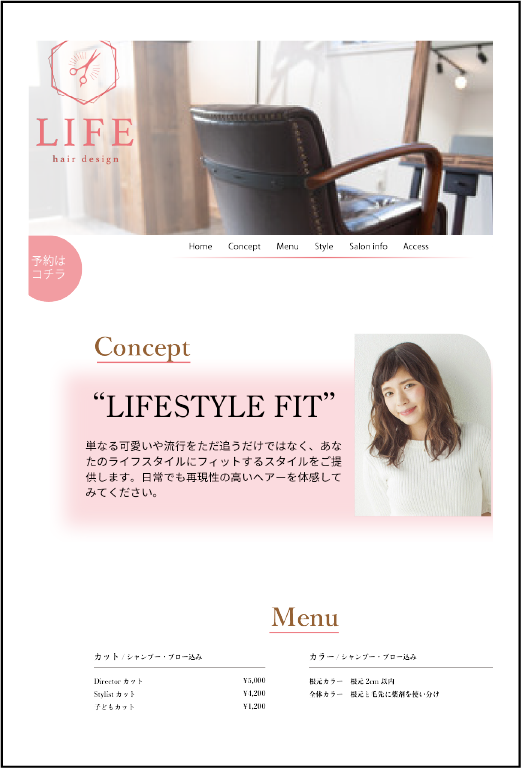 LIFE
hair design
Home Concept Menu Style Salon info Access
予約は
コチラ
Concept
“LIFESTYLE FIT”
単なる可愛いや流行をただ追うだけではなく、あな
たのライフスタイルにフィットするスタイルをご提
供します。日常でも再現性の高いヘアーを体感して
みてください。
Menu
カット / シャンプー・ブロー込み
Director カット ¥5,000
Stylist カット ¥4,200
子どもカット ¥1,200
カラー / シャンプー・ブロー込み
根元カラー 根元 2cm 以内
全体カラー 根元と毛先に薬剤を使い分け